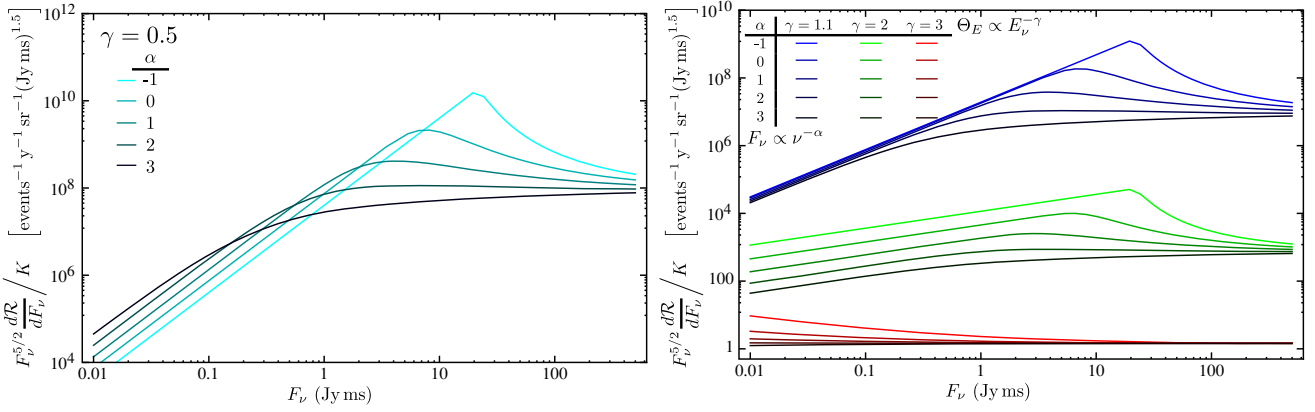 γ = 0.5
α
-1
0
1
2
3
10^12
10^10
10^8
10^6
10^4
0.01 0.1 1 10 100
F_ν (Jy ms)
F_ν^{5/2} dR/dF_ν / K [events^{-1} y^{-1} sr^{-1} (Jy ms)^{1.5}]
α γ = 1.1 γ = 2 γ = 3 Θ_E ∝ E_ν^{-γ}
-1
0
1
2
3
F_ν ∝ ν^{-α}
10^10
10^8
10^6
10^4
100
1
0.01 0.1 1 10 100
F_ν (Jy ms)
F_ν^{5/2} dR/dF_ν / K [events^{-1} y^{-1} sr^{-1} (Jy ms)^{1.5}]